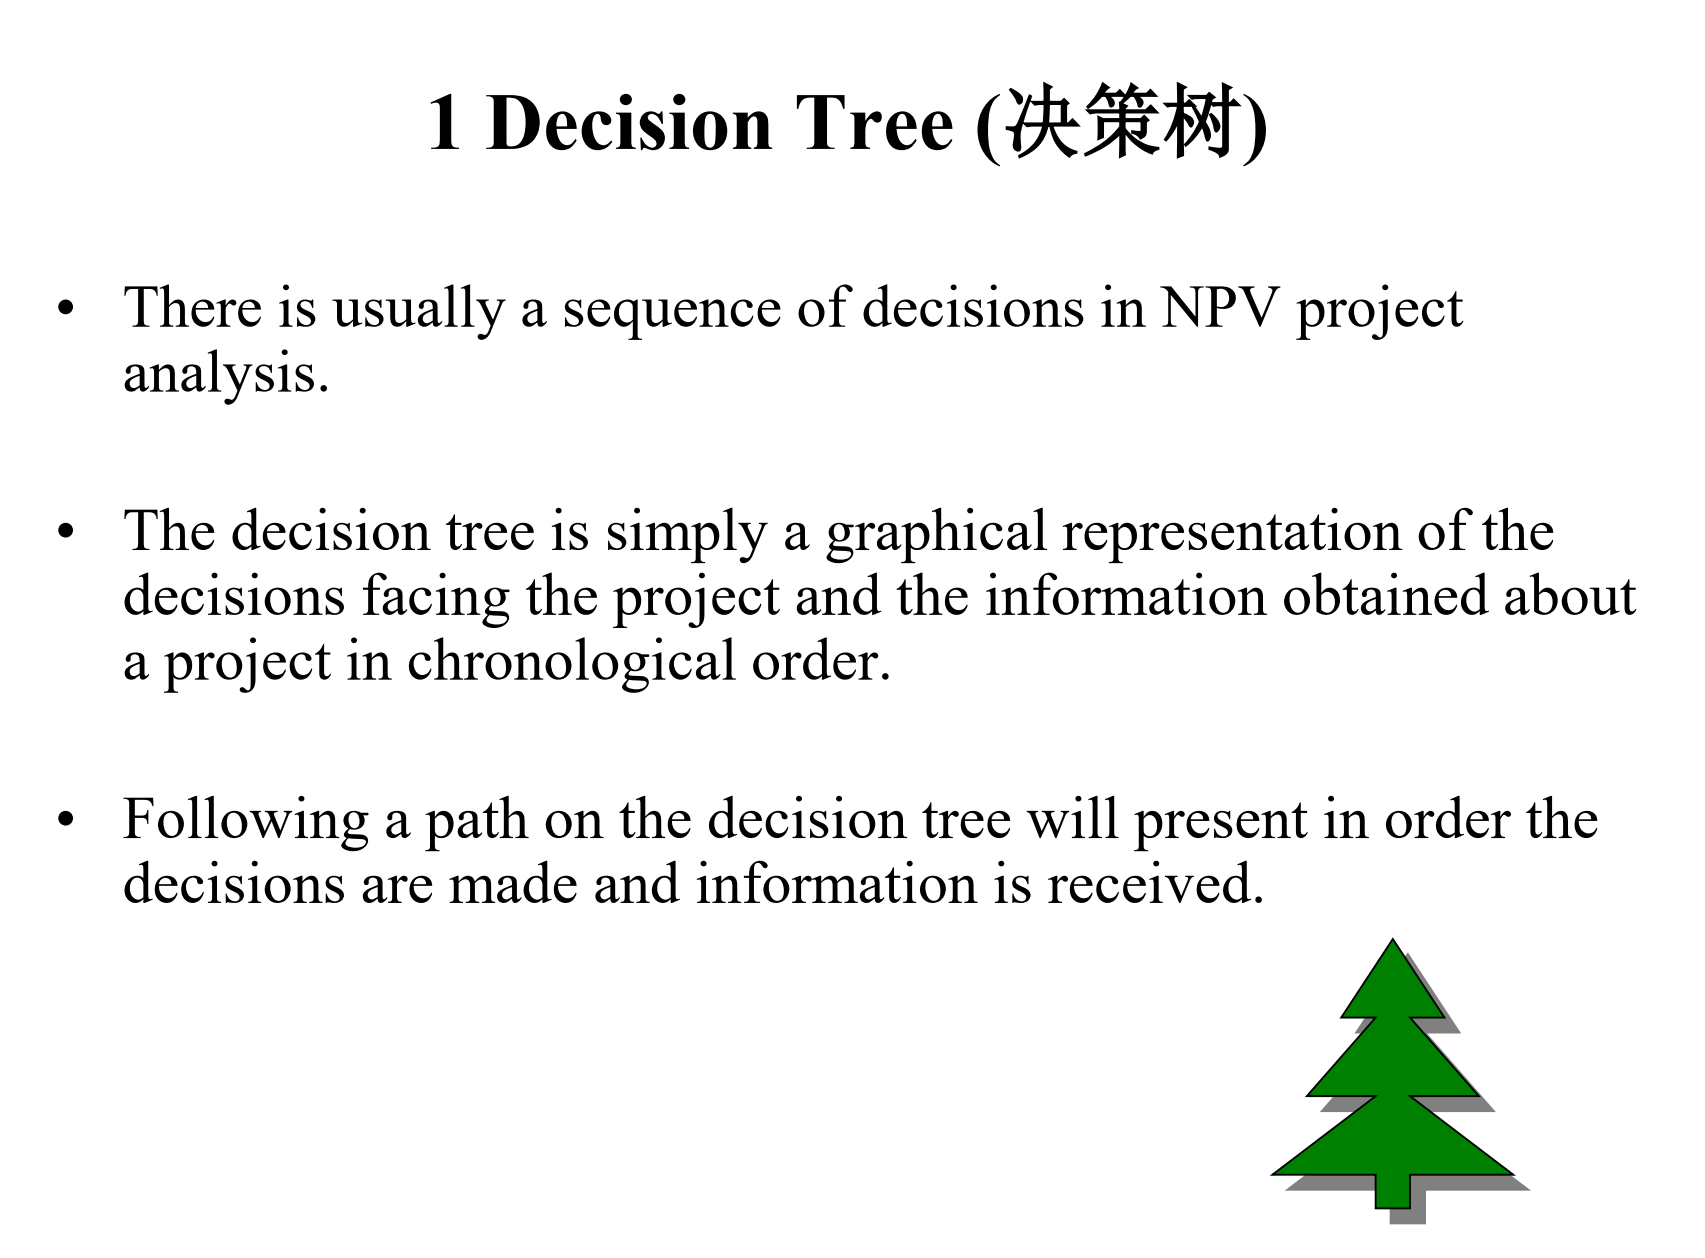 1 Decision Tree (决策树)
• There is usually a sequence of decisions in NPV project
analysis.
• The decision tree is simply a graphical representation of the
decisions facing the project and the information obtained about
a project in chronological order.
• Following a path on the decision tree will present in order the
decisions are made and information is received.